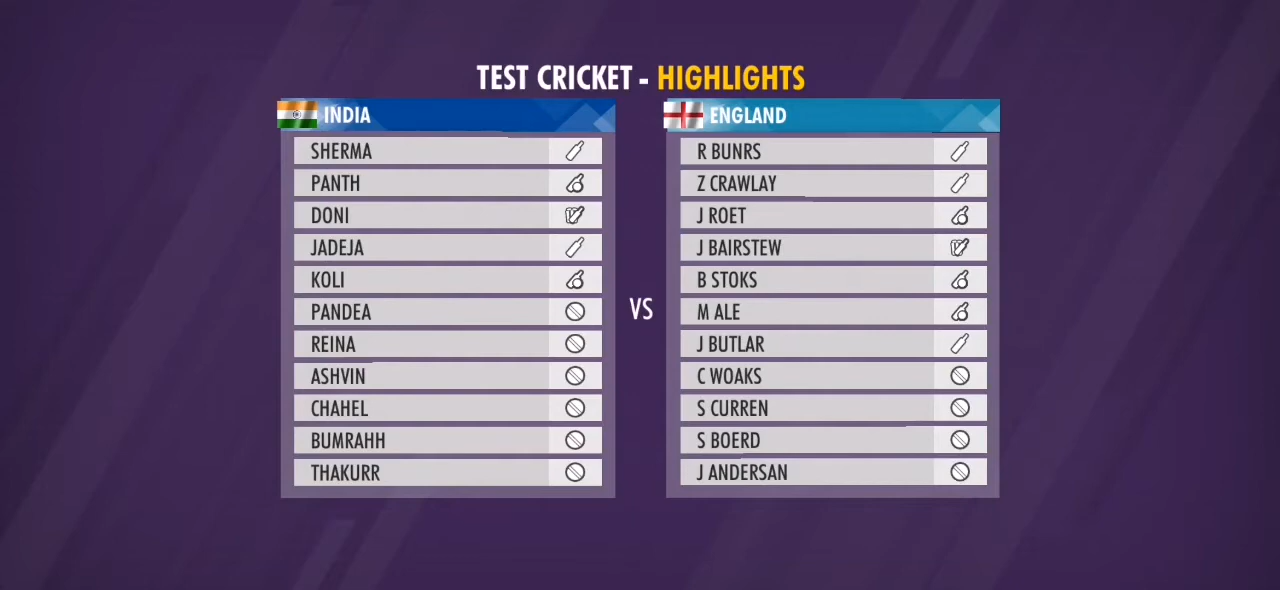 TEST CRICKET - HIGHLIGHTS
INDIA
SHERMA
PANTH
DONI
JADEJA
KOLI
PANDEA
REINA
ASHVIN
CHAHEL
BUMRAHH
THAKURR
VS
ENGLAND
R BUNRS
Z CRAWLAY
J ROET
J BAIRSTEW
B STOKS
M ALE
J BUTLAR
C WOAKS
S CURREN
S BOERD
J ANDERSAN